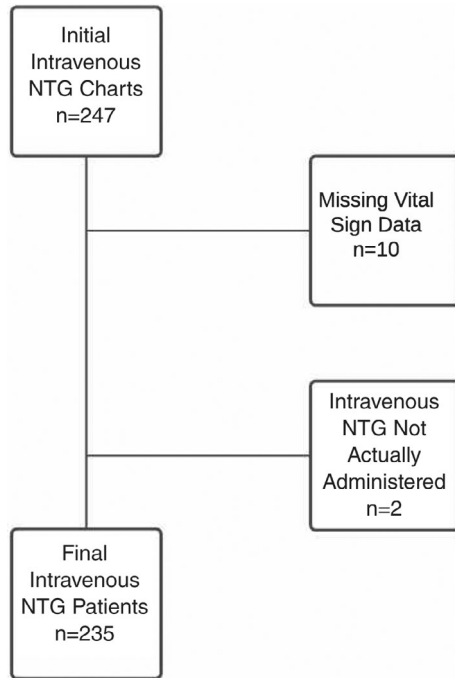 Initial
Intravenous
NTG Charts
n=247
Missing Vital
Sign Data
n=10
Intravenous
NTG Not
Actually
Administered
n=2
Final
Intravenous
NTG Patients
n=235